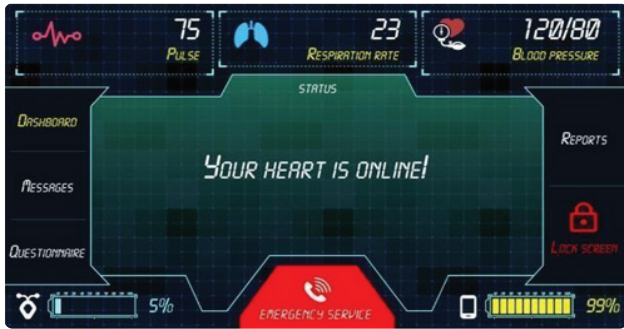 75
Pulse
23
Respiration rate
120/80
Blood pressure
Status
Dashboard
Messages
Questionnaire
Your heart is online!
Reports
Lock screen
5%
Emergency service
99%